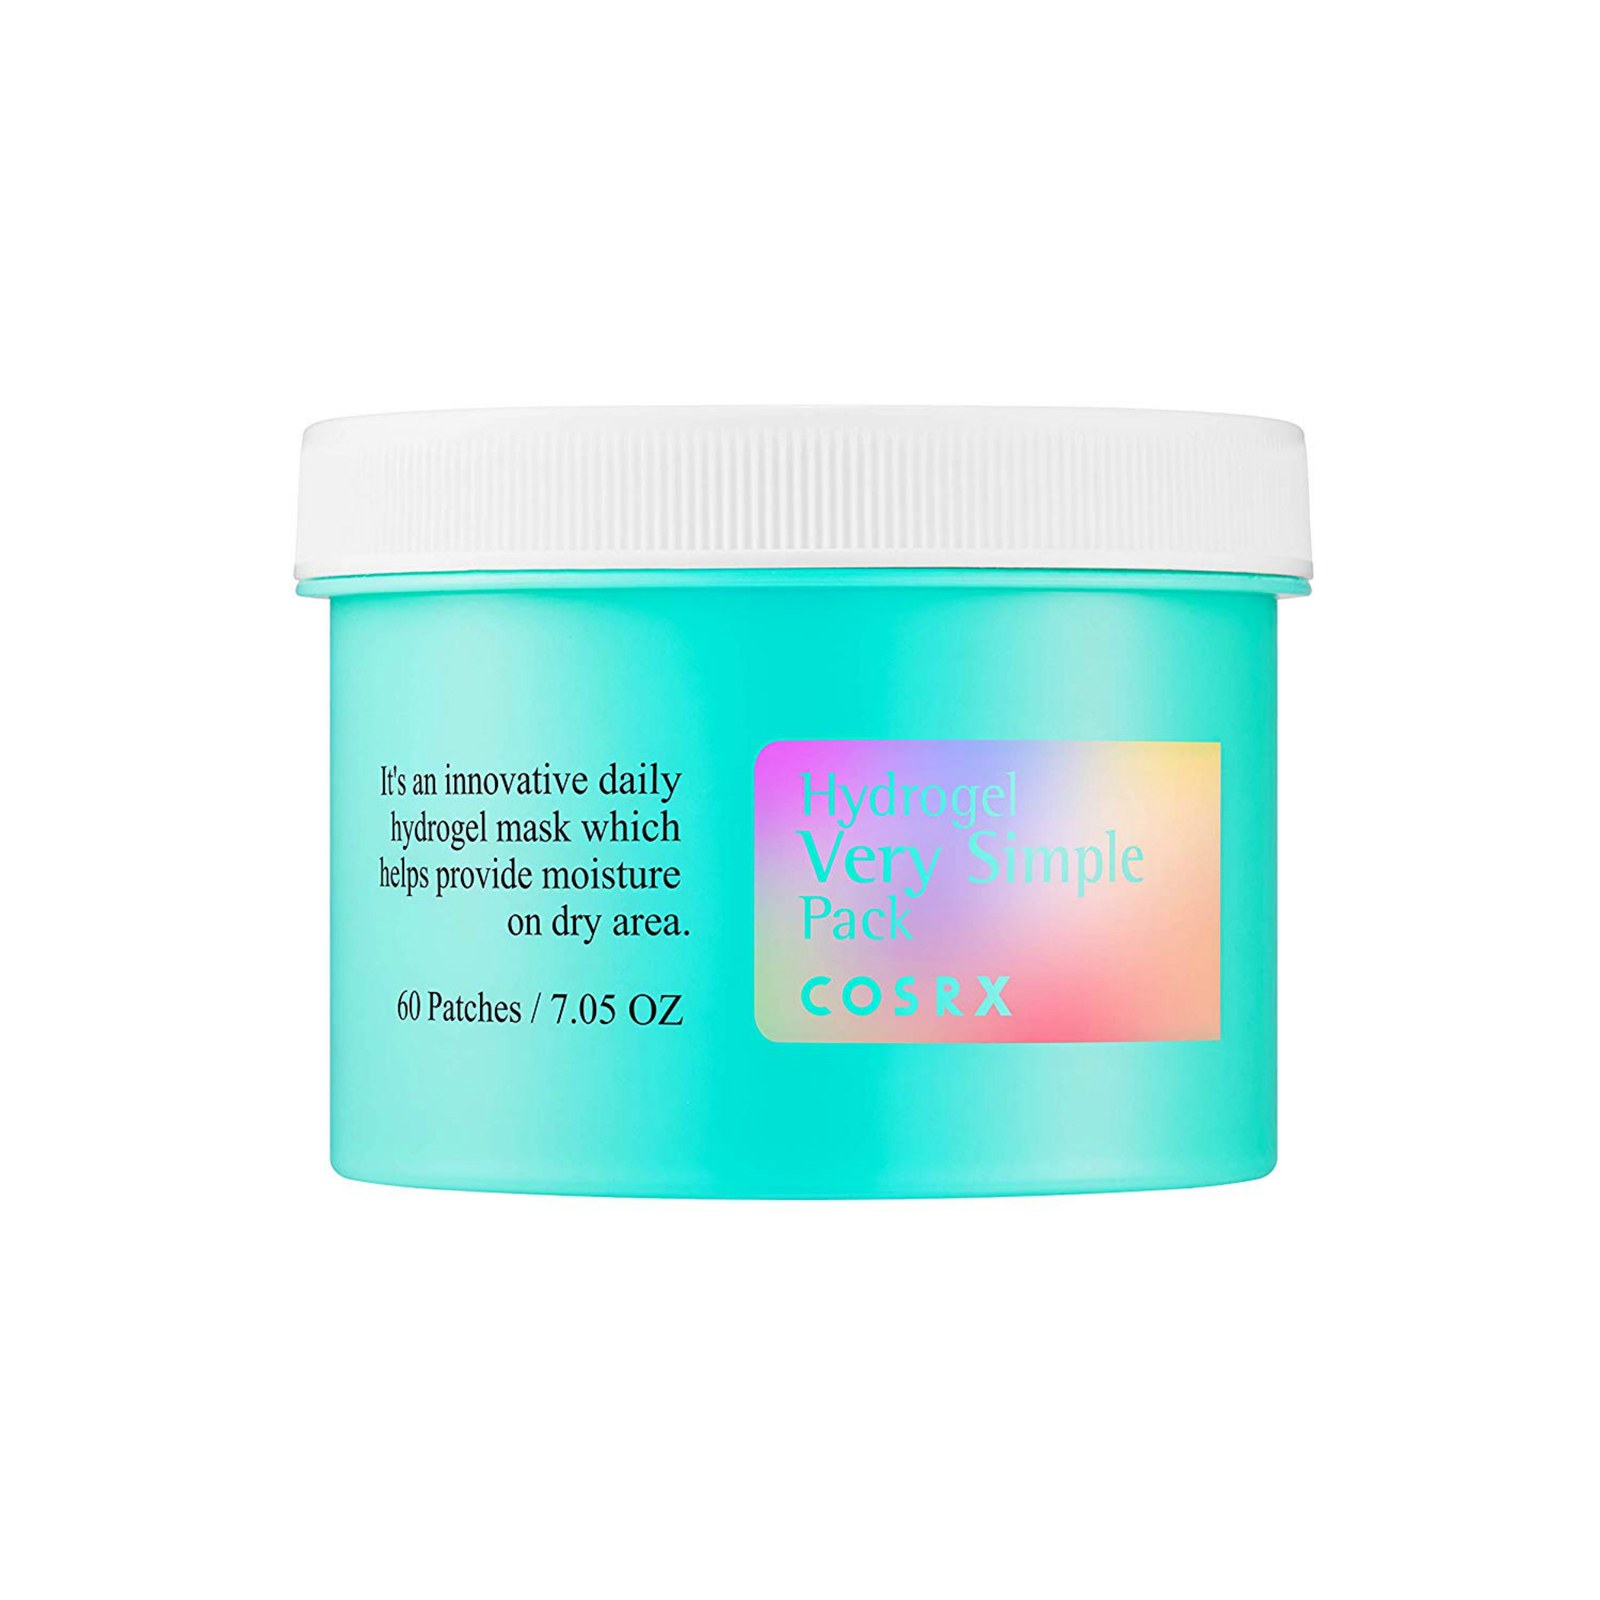 It's an innovative daily
hydrogel mask which
helps provide moisture
on dry area.
60 Patches / 7.05 OZ
Hydrogel
Very Simple
Pack
COSRX